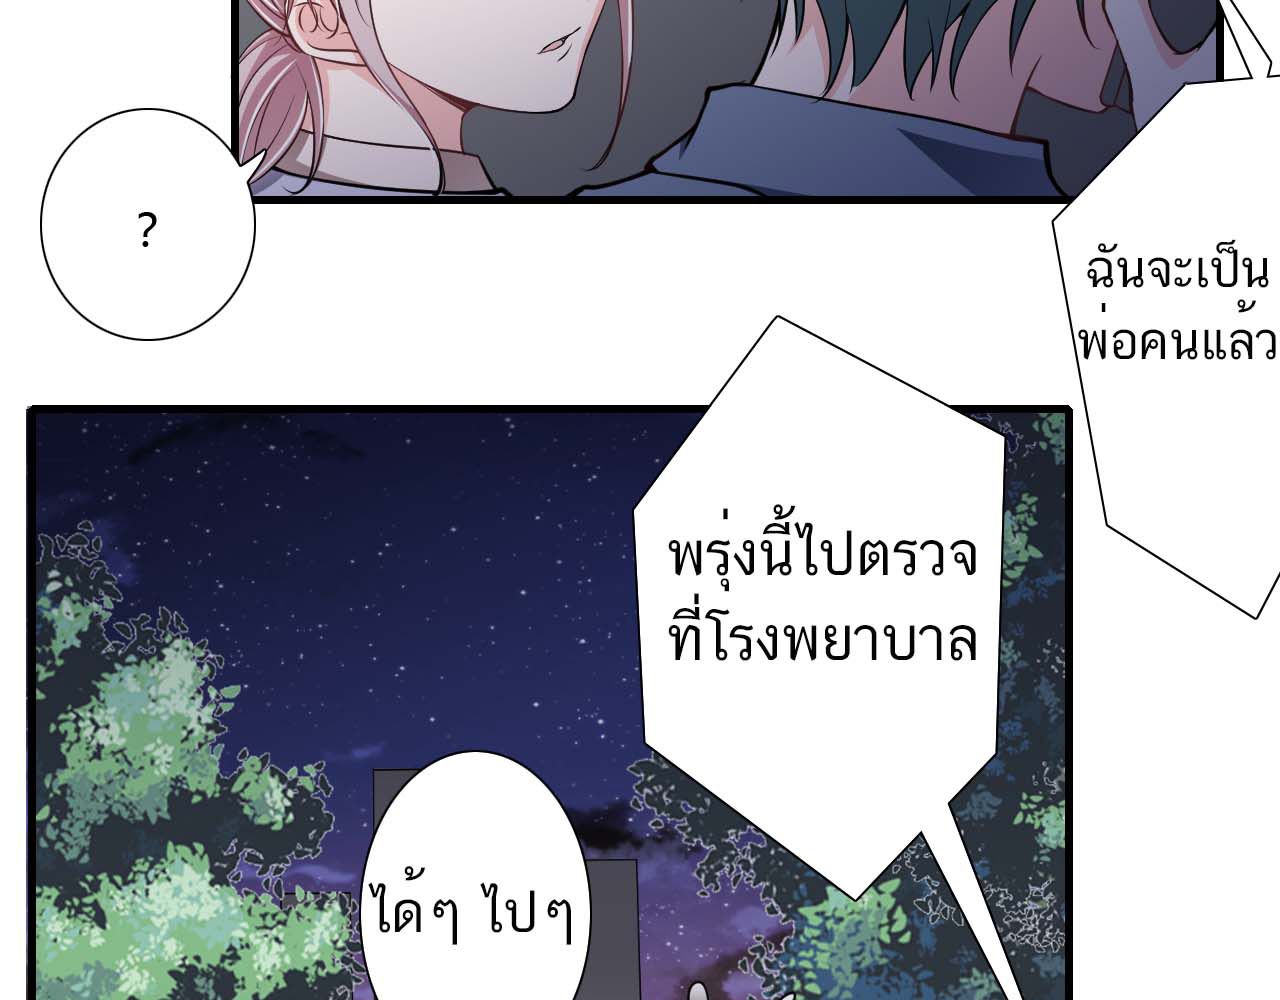 ?
ฉันจะเป็น
พ่อคนแล้ว
พรุ่งนี้ไปตรวจ
ที่โรงพยาบาล
ได้ๆ ไปๆ